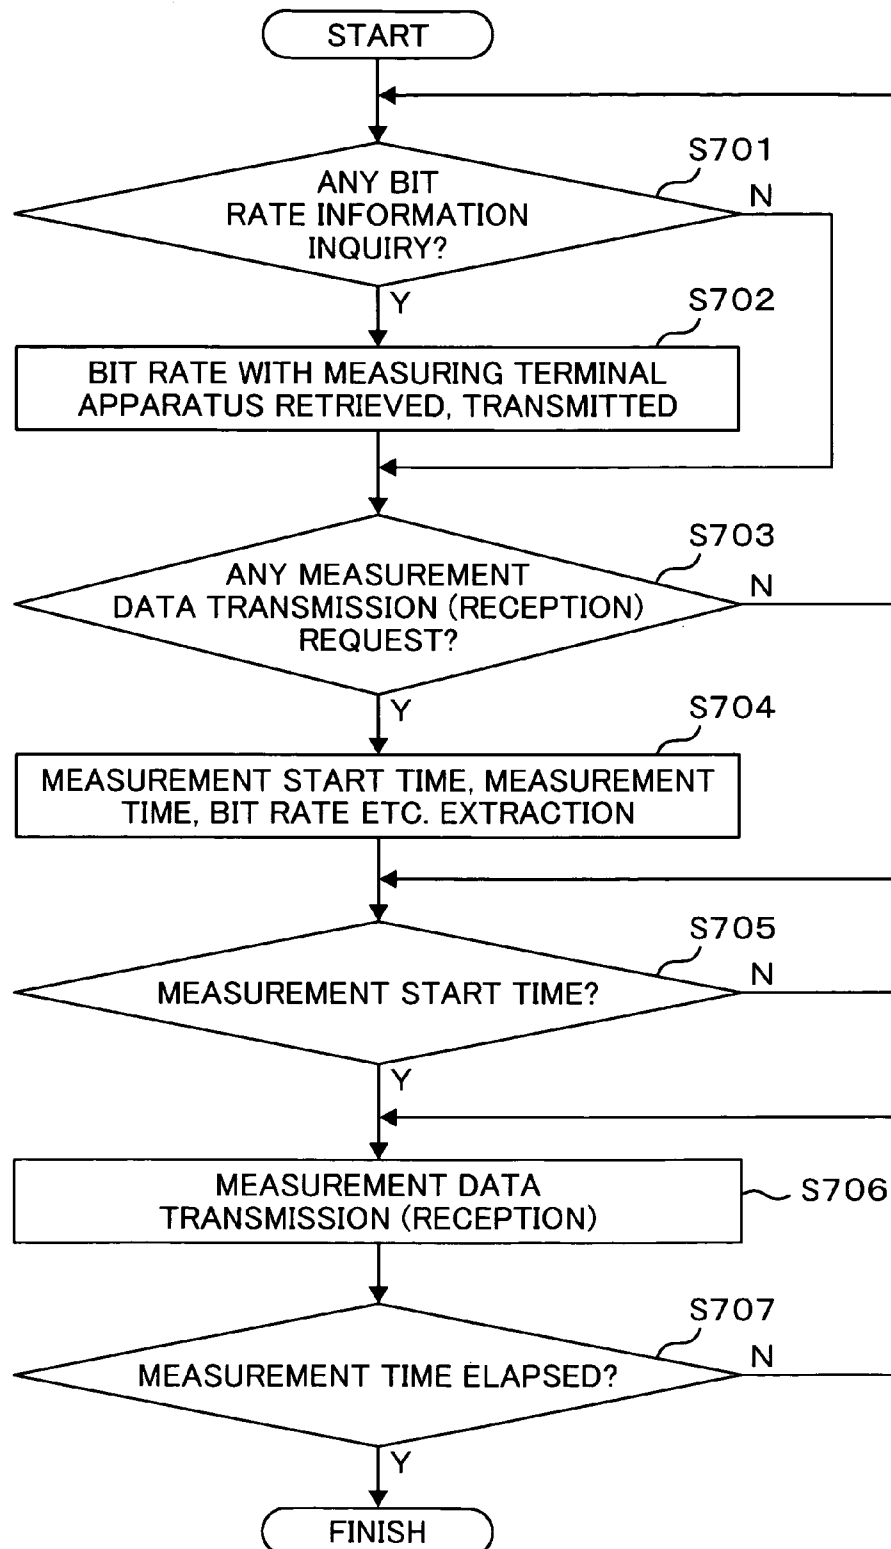 START
S701
ANY BIT
RATE INFORMATION
INQUIRY?
N
Y
S702
BIT RATE WITH MEASURING TERMINAL
APPARATUS RETRIEVED, TRANSMITTED
S703
ANY MEASUREMENT
DATA TRANSMISSION (RECEPTION)
REQUEST?
N
Y
S704
MEASUREMENT START TIME, MEASUREMENT
TIME, BIT RATE ETC. EXTRACTION
S705
MEASUREMENT START TIME?
N
Y
MEASUREMENT DATA
TRANSMISSION (RECEPTION)
S706
S707
MEASUREMENT TIME ELAPSED?
N
Y
FINISH